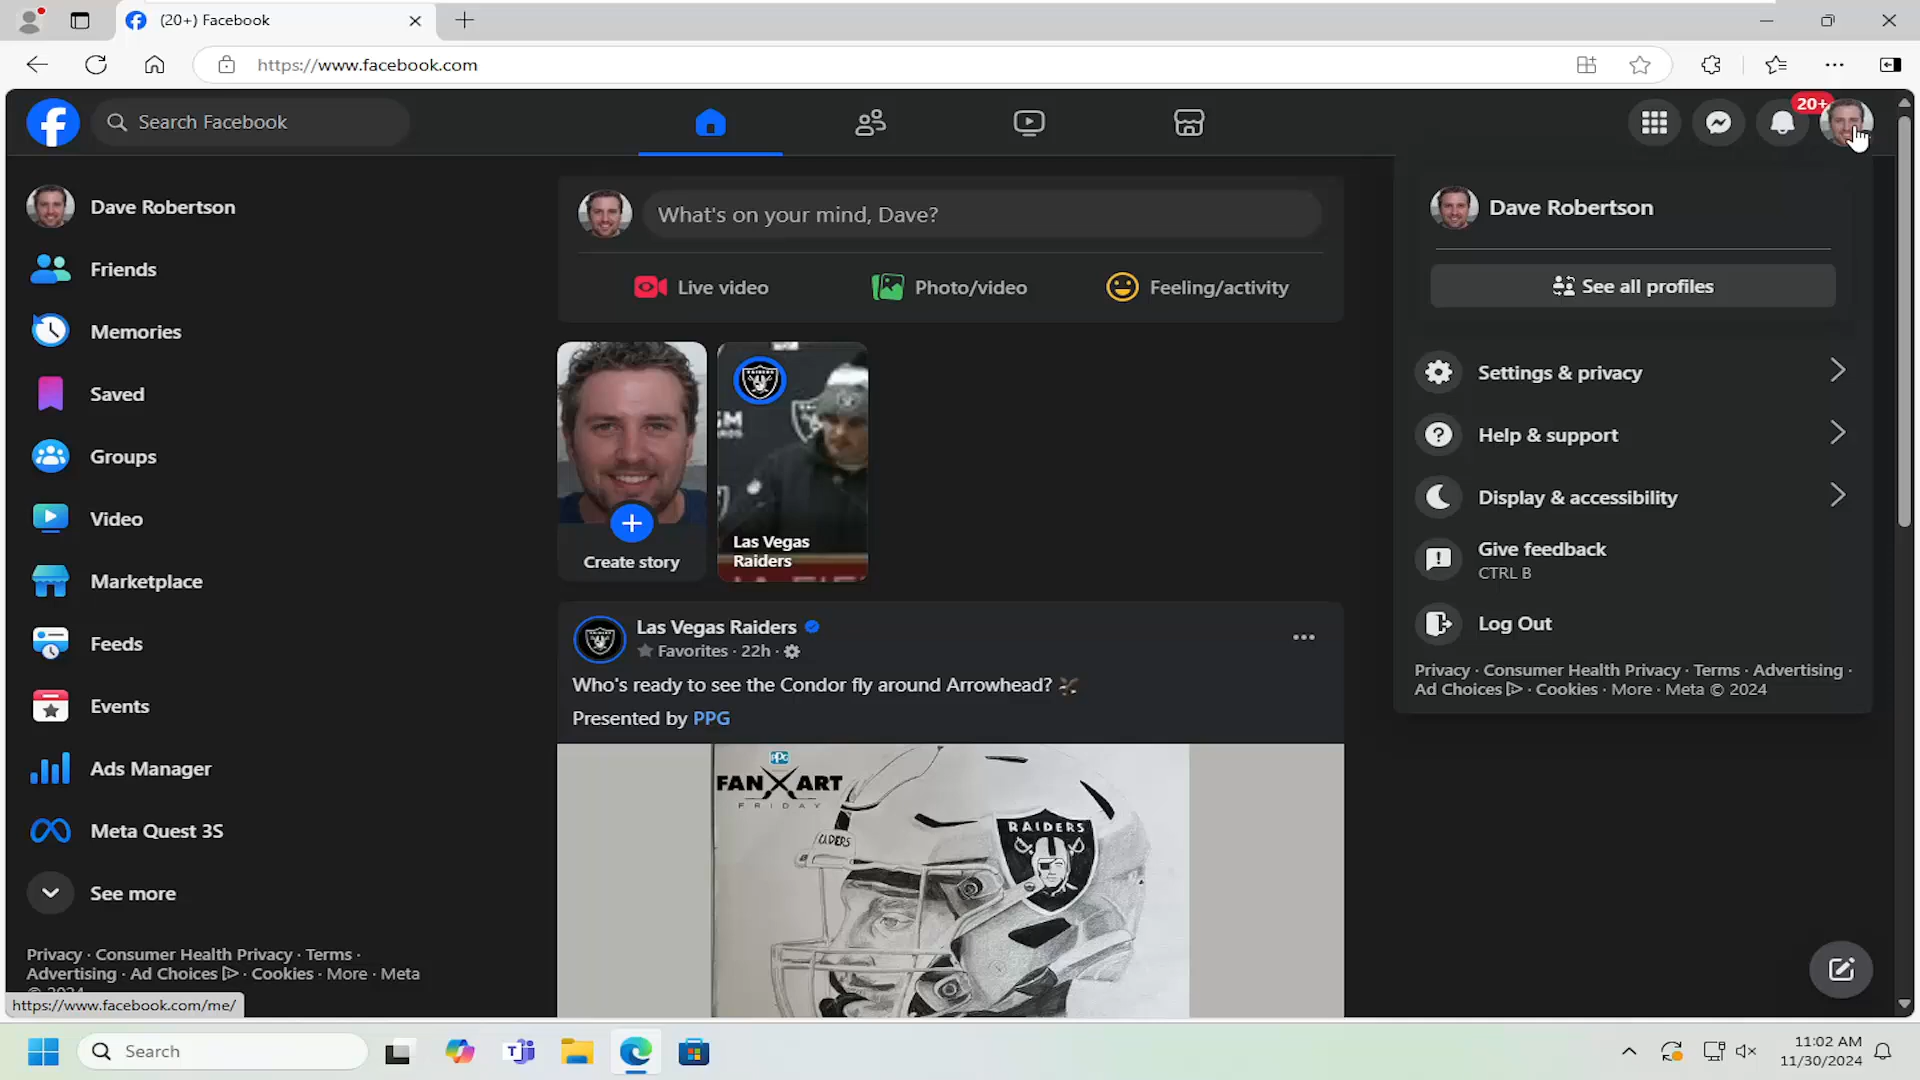 (20+) Facebook
https://www.facebook.com
Search Facebook
20+
Dave Robertson
Friends
Memories
Saved
Groups
Video
Marketplace
Feeds
Events
Ads Manager
Meta Quest 3S
See more
Privacy · Consumer Health Privacy · Terms ·
Advertising · Ad Choices · Cookies · More · Meta
© 2024
https://www.facebook.com/me/
What's on your mind, Dave?
Live video
Photo/video
Feeling/activity
Create story
Las Vegas
Raiders
Las Vegas Raiders
Favorites · 22h ·
Who's ready to see the Condor fly around Arrowhead?
Presented by PPG
PPG
FAN ART
FRIDAY
RAIDERS
Dave Robertson
See all profiles
Settings & privacy
Help & support
Display & accessibility
Give feedback
CTRL B
Log Out
Privacy · Consumer Health Privacy · Terms · Advertising ·
Ad Choices · Cookies · More · Meta © 2024
Search
11:02 AM
11/30/2024